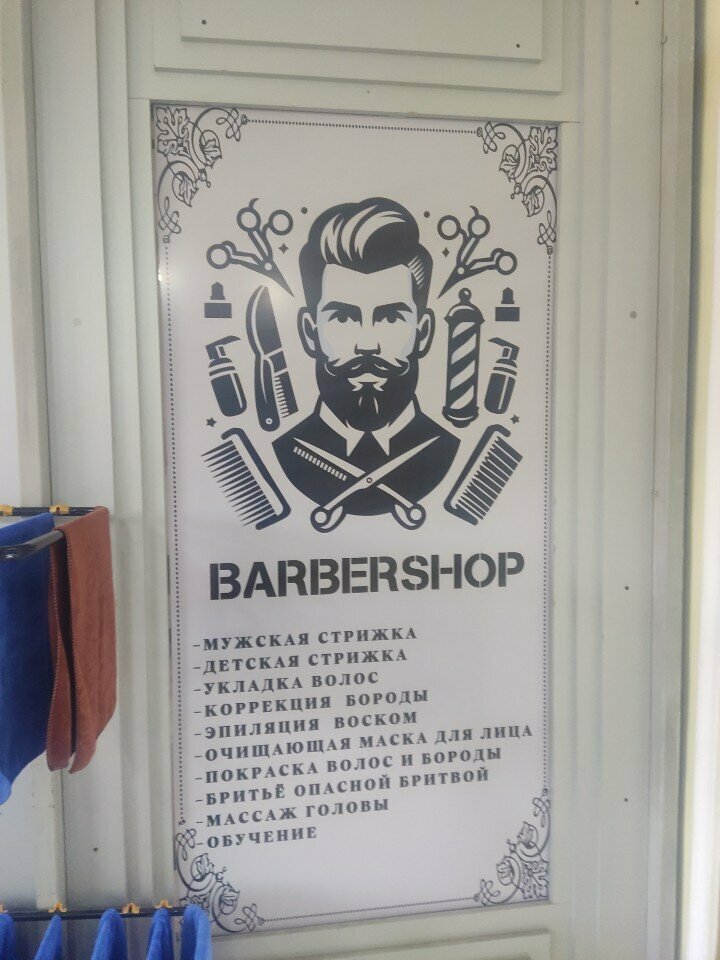 BARBERSHOP
-МУЖСКАЯ СТРИЖКА
-ДЕТСКАЯ СТРИЖКА
-УКЛАДКА ВОЛОС
-КОРРЕКЦИЯ БОРОДЫ
-ЭПИЛЯЦИЯ ВОСКОМ
-ОЧИЩАЮЩАЯ МАСКА ДЛЯ ЛИЦА
-ПОКРАСКА ВОЛОС И БОРОДЫ
-БРИТЬЁ ОПАСНОЙ БРИТВОЙ
-МАССАЖ ГОЛОВЫ
-ОБУЧЕНИЕ